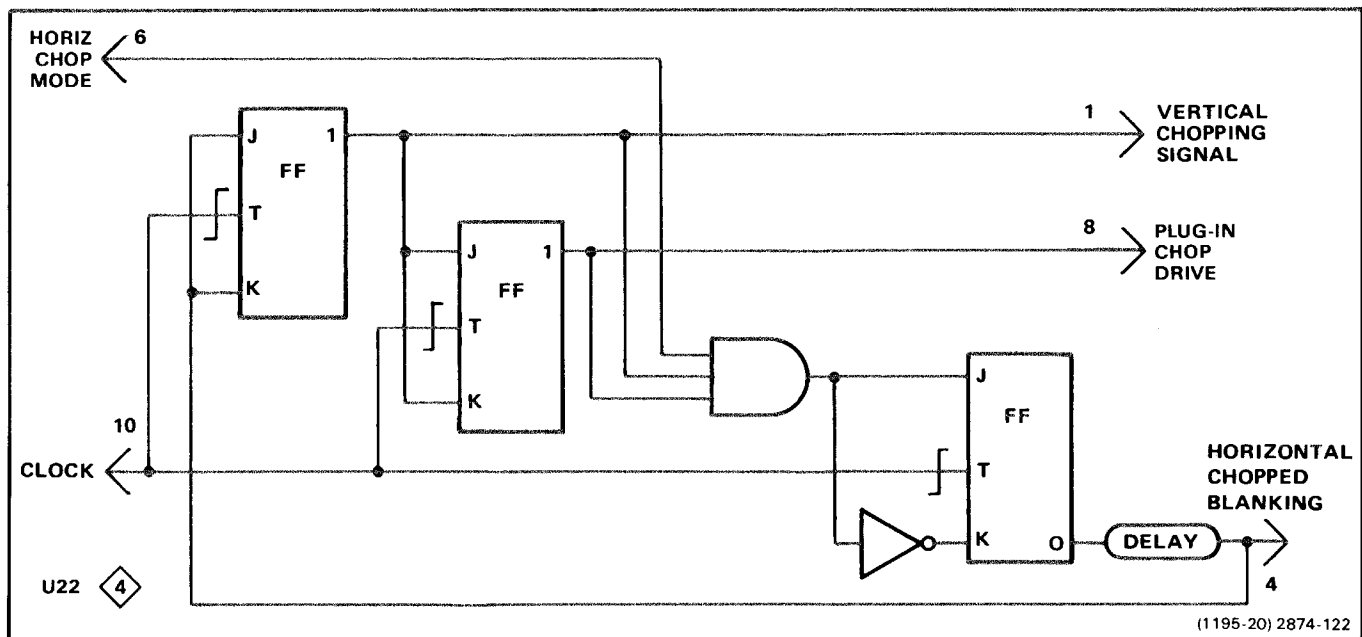 HORIZ
CHOP
MODE
6
J
1
FF
T
K
1
VERTICAL
CHOPPING
SIGNAL
J
1
FF
T
K
8
PLUG-IN
CHOP
DRIVE
10
CLOCK
J
FF
T
K
O
DELAY
HORIZONTAL
CHOPPED
BLANKING
4
U22
4
(1195-20) 2874-122